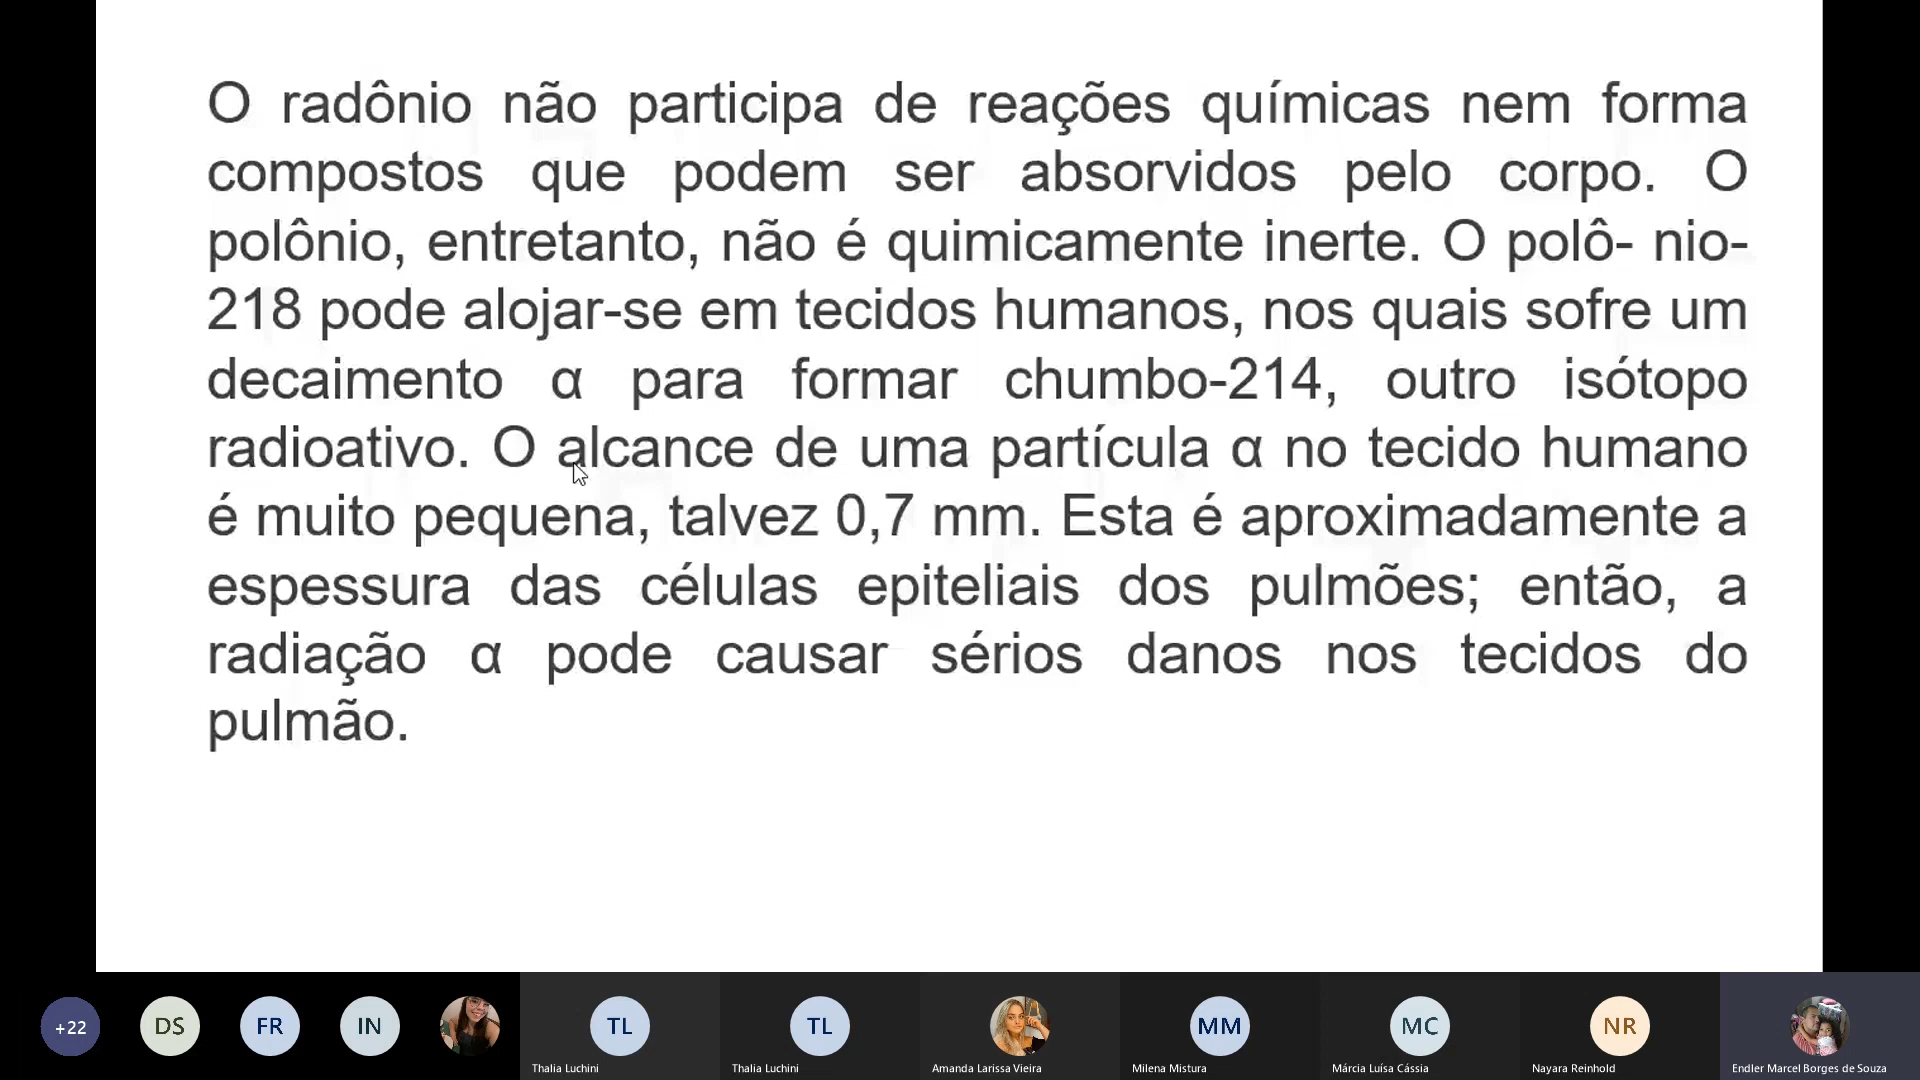 O radônio não participa de reações químicas nem forma
compostos que podem ser absorvidos pelo corpo. O
polônio, entretanto, não é quimicamente inerte. O polô- nio-
218 pode alojar-se em tecidos humanos, nos quais sofre um
decaimento α para formar chumbo-214, outro isótopo
radioativo. O alcance de uma partícula α no tecido humano
é muito pequena, talvez 0,7 mm. Esta é aproximadamente a
espessura das células epiteliais dos pulmões; então, a
radiação α pode causar sérios danos nos tecidos do
pulmão.
+22
DS
FR
IN
TL
TL
MM
MC
NR
Thalia Luchini
Thalia Luchini
Amanda Larissa Vieira
Milena Mistura
Márcia Luísa Cássia
Nayara Reinhold
Endler Marcel Borges de Souza